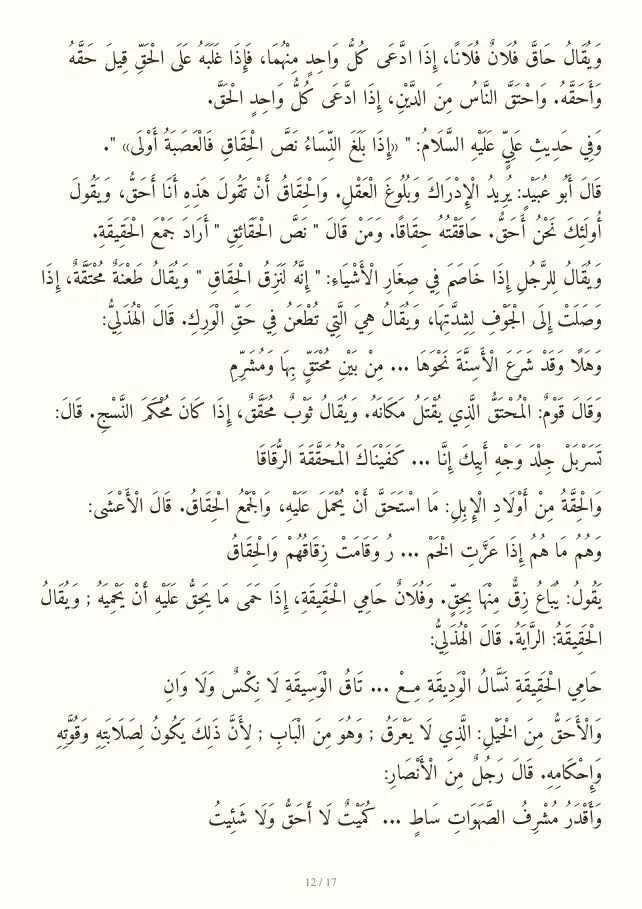 وَيُقَالُ حَاقَّ فُلَانٌ فُلَانًا، إِذَا ادَّعَى كُلُّ وَاحِدٍ مِنْهُمَا، فَإِذَا غَلَبَهُ عَلَى الْحَقِّ قِيلَ حَقَّهُ
وَأَحَقَّهُ. وَاحْتَقَّ النَّاسُ مِنَ الدَّيْنِ، إِذَا ادَّعَى كُلُّ وَاحِدٍ الْحَقَّ.
وَفِي حَدِيثِ عَلِيٍّ عَلَيْهِ السَّلَامُ: " «إِذَا بَلَغَ النِّسَاءُ نَصَّ الْحِقَاقِ فَالْعَصَبَةُ أَوْلَى» ".
قَالَ أَبُو عُبَيْدٍ: يُرِيدُ الْإِدْرَاكَ وَبُلُوغَ الْعَقْلِ. وَالْحِقَاقُ أَنْ تَقُولَ هَذِهِ أَنَا أَحَقُّ، وَيَقُولَ
أُولَئِكَ نَحْنُ أَحَقُّ. حَاقَقْتُهُ حِقَاقًا. وَمَنْ قَالَ " نَصَّ الْحَقَائِقِ " أَرَادَ جَمْعَ الْحَقِيقَةِ.
وَيُقَالُ لِلرَّجُلِ إِذَا خَاصَمَ فِي صِغَارِ الْأَشْيَاءِ: " إِنَّهُ لَنَزِقُ الْحِقَاقِ " وَيُقَالُ طَعْنَةٌ مُحْتَقَّةٌ، إِذَا
وَصَلَتْ إِلَى الْجَوْفِ لِشِدَّتِهَا، وَيُقَالُ هِيَ الَّتِي تُطْعَنُ فِي حَقِّ الْوَرِكِ. قَالَ الْهُذَلِيُّ:
وَهَلَّا وَقَدْ شَرَعَ الْأَسِنَّةَ نَحْوَهَا ... مِنْ بَيْنِ مُحْتَقٍّ بِهَا وَمُشَرِّمِ
وَقَالَ قَوْمٌ: الْمُحْتَقُّ الَّذِي يُقْتَلُ مَكَانَهُ. وَيُقَالُ ثَوْبٌ مُحَقَّقٌ، إِذَا كَانَ مُحْكَمَ النَّسْجِ. قَالَ:
تَسَرْبَلْ جِلْدَ وَجْهِ أَبِيكَ إِنَّا ... كَفَيْنَاكَ الْمُحَقَّقَةَ الرُّقَاقَا
وَالْحِقَّةُ مِنْ أَوْلَادِ الْإِبِلِ: مَا اسْتَحَقَّ أَنْ يُحْمَلَ عَلَيْهِ، وَالْجَمْعُ الْحِقَاقُ. قَالَ الْأَعْشَى:
وَهُمُ مَا هُمُ إِذَا عَزَّتِ الْخَمْ ... رُ وَقَامَتْ زِقَاقُهُمْ وَالْحِقَاقُ
يَقُولُ: يُبَاعُ زِقٌّ مِنْهَا بِحِقٍّ. وَفُلَانٌ حَامِي الْحَقِيقَةِ، إِذَا حَمَى مَا يَحِقُّ عَلَيْهِ أَنْ يَحْمِيَهُ ; وَيُقَالُ
الْحَقِيقَةُ: الرَّايَةُ. قَالَ الْهُذَلِيُّ:
حَامِي الْحَقِيقَةِ نَسَّالُ الْوَدِيقَةِ مِعْ ... تَاقُ الْوَسِيقَةِ لَا نِكْسٌ وَلَا وَانِ
وَالْأَحَقُّ مِنَ الْخَيْلِ: الَّذِي لَا يَعْرَقُ ; وَهُوَ مِنَ الْبَابِ ; لِأَنَّ ذَلِكَ يَكُونُ لِصَلَابَتِهِ وَقُوَّتِهِ
وَإِحْكَامِهِ. قَالَ رَجُلٌ مِنَ الْأَنْصَارِ:
وَأَقْدَرُ مُشْرِفُ الصَّهَوَاتِ سَاطٍ ... كُمَيْتٌ لَا أَحَقُّ وَلَا شَئِيتُ
12 / 17